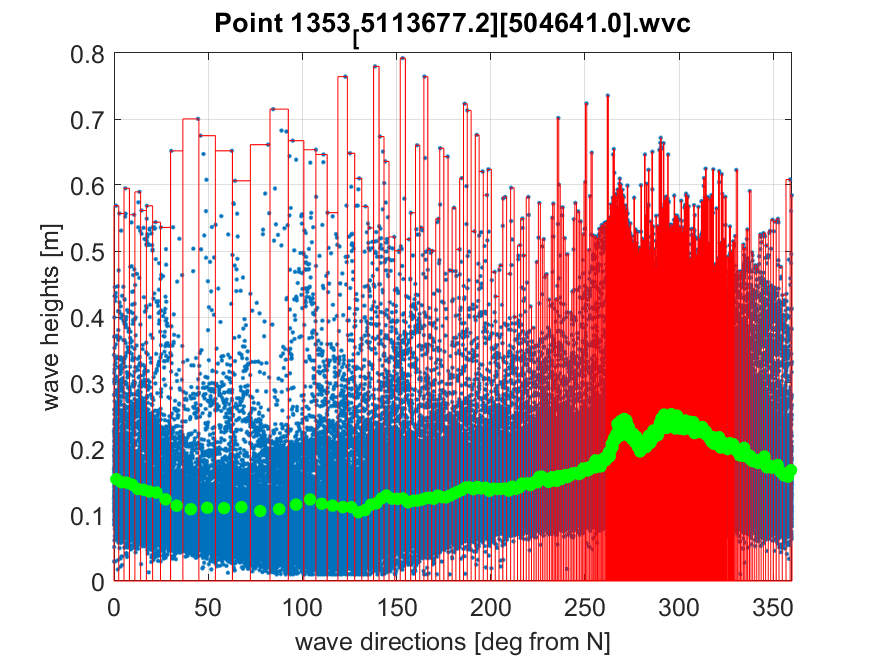 Point 1353[5113677.2][504641.0].wvc
0.8
0.7
0.6
0.5
0.4
0.3
0.2
0.1
0
wave heights [m]
0 50 100 150 200 250 300 350
wave directions [deg from N]